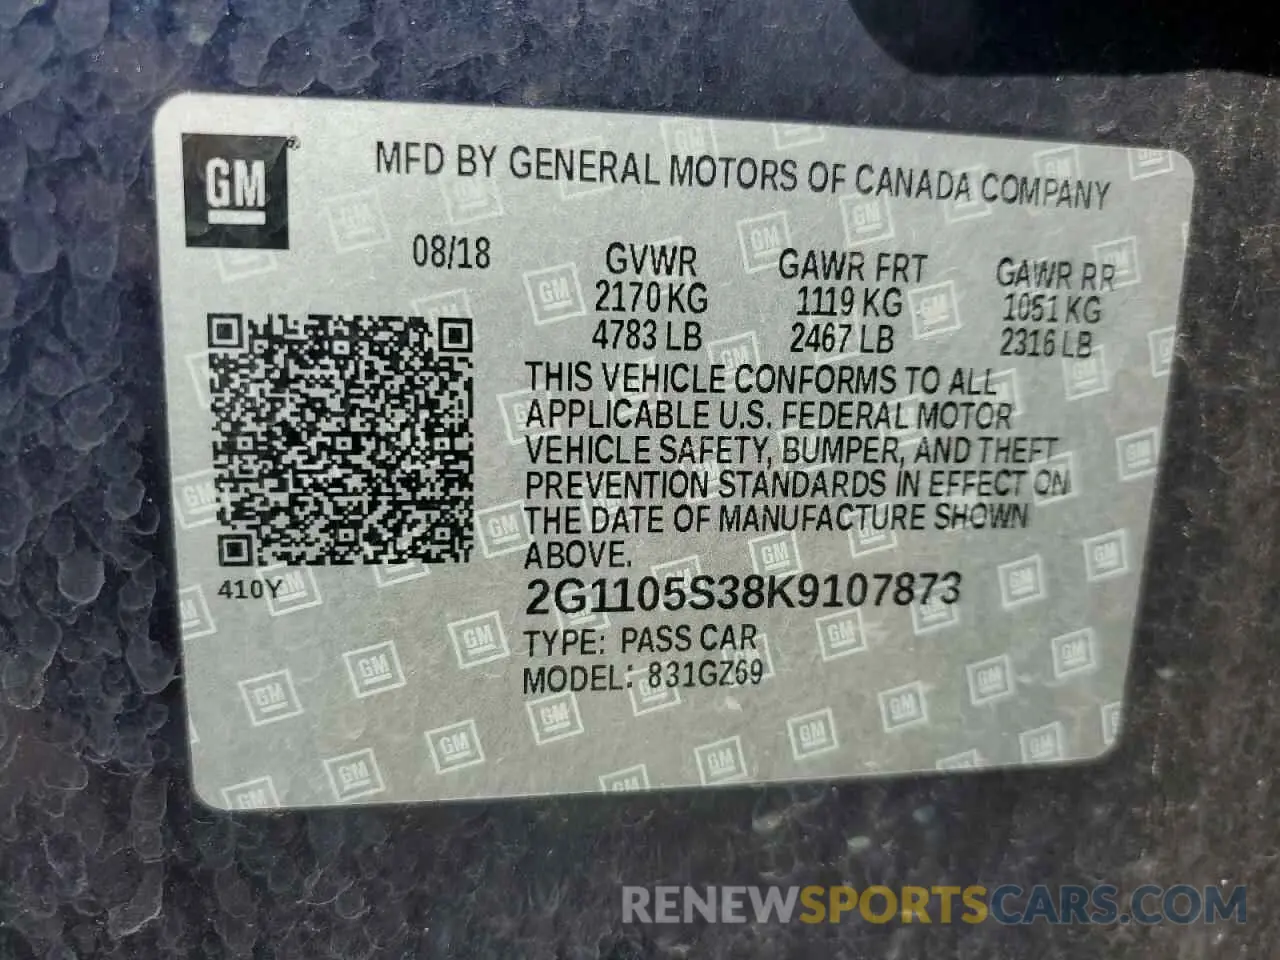 GM
MFD BY GENERAL MOTORS OF CANADA COMPANY
08/18
GVWR
2170 KG
4783 LB
GAWR FRT
1119 KG
2467 LB
GAWR RR
1051 KG
2316 LB
THIS VEHICLE CONFORMS TO ALL
APPLICABLE U.S. FEDERAL MOTOR
VEHICLE SAFETY, BUMPER, AND THEFT
PREVENTION STANDARDS IN EFFECT ON
THE DATE OF MANUFACTURE SHOWN
ABOVE.
410Y
2G1105S38K9107873
TYPE: PASS CAR
MODEL: 831GZ69
RENEWSPORTSCARS.COM